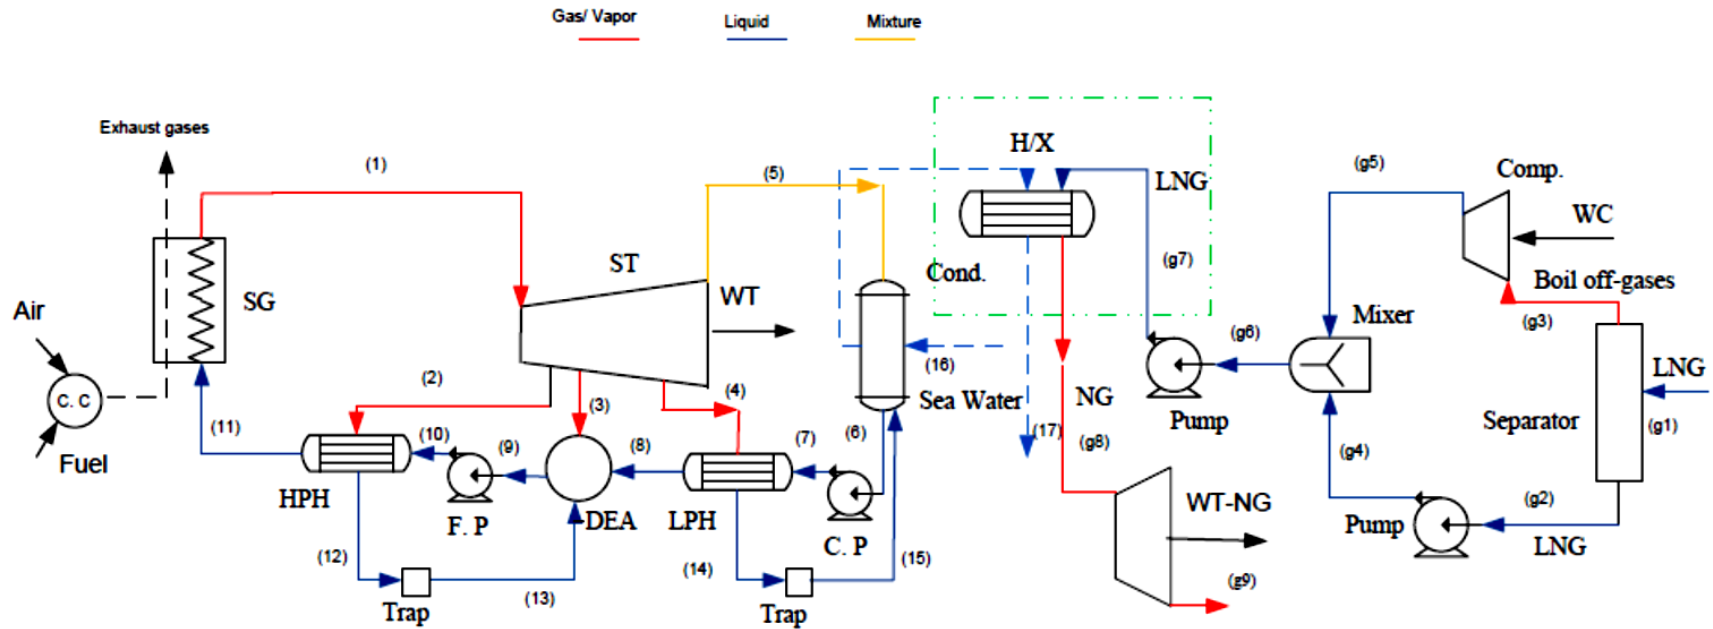 Gas/ Vapor
Liquid
Mixture
Exhaust gases
(1)
(5)
H/X
LNG
(g5)
Comp.
WC
ST
Cond.
(g7)
Boil off-gases
SG
WT
Mixer
(g3)
Air
(g6)
(16)
LNG
(2)
(4)
C. C
(3)
Sea Water
NG
Pump
Separator
(g1)
(11)
(10)
(9)
(8)
(7)
(6)
(17)
(g8)
(g4)
Fuel
HPH
F. P
DEA
LPH
C. P
WT-NG
Pump
(g2)
LNG
(12)
(13)
(14)
(15)
(g9)
Trap
Trap